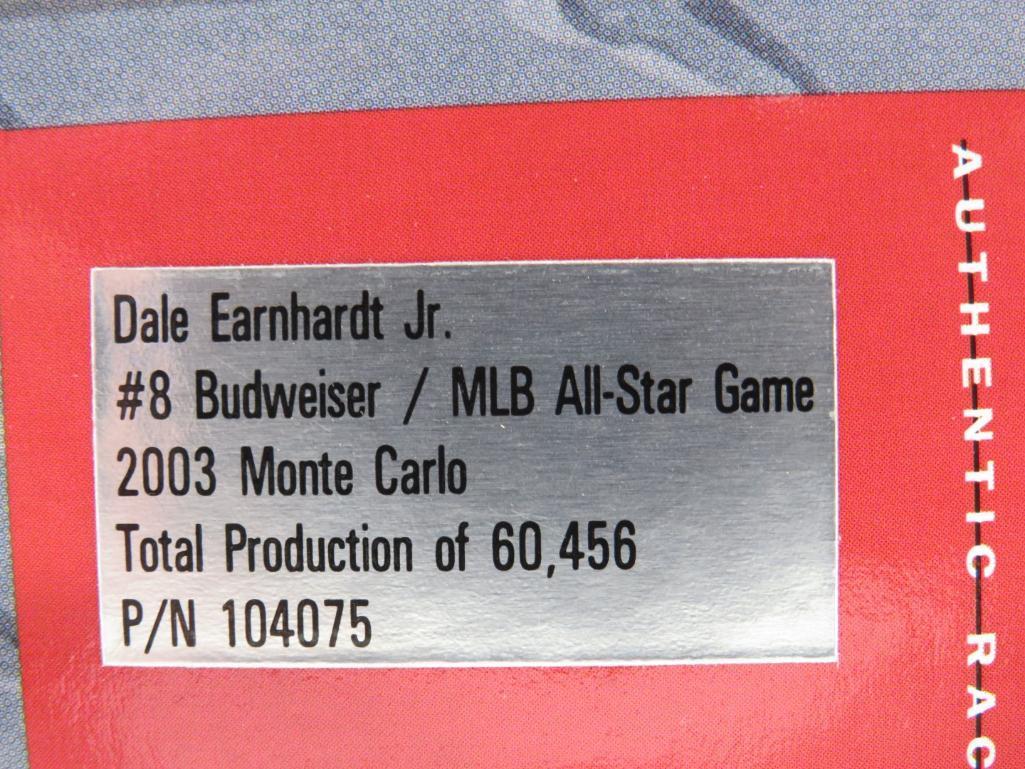 Dale Earnhardt Jr.
#8 Budweiser / MLB All-Star Game
2003 Monte Carlo
Total Production of 60,456
P/N 104075
AUTHENTIC RAC